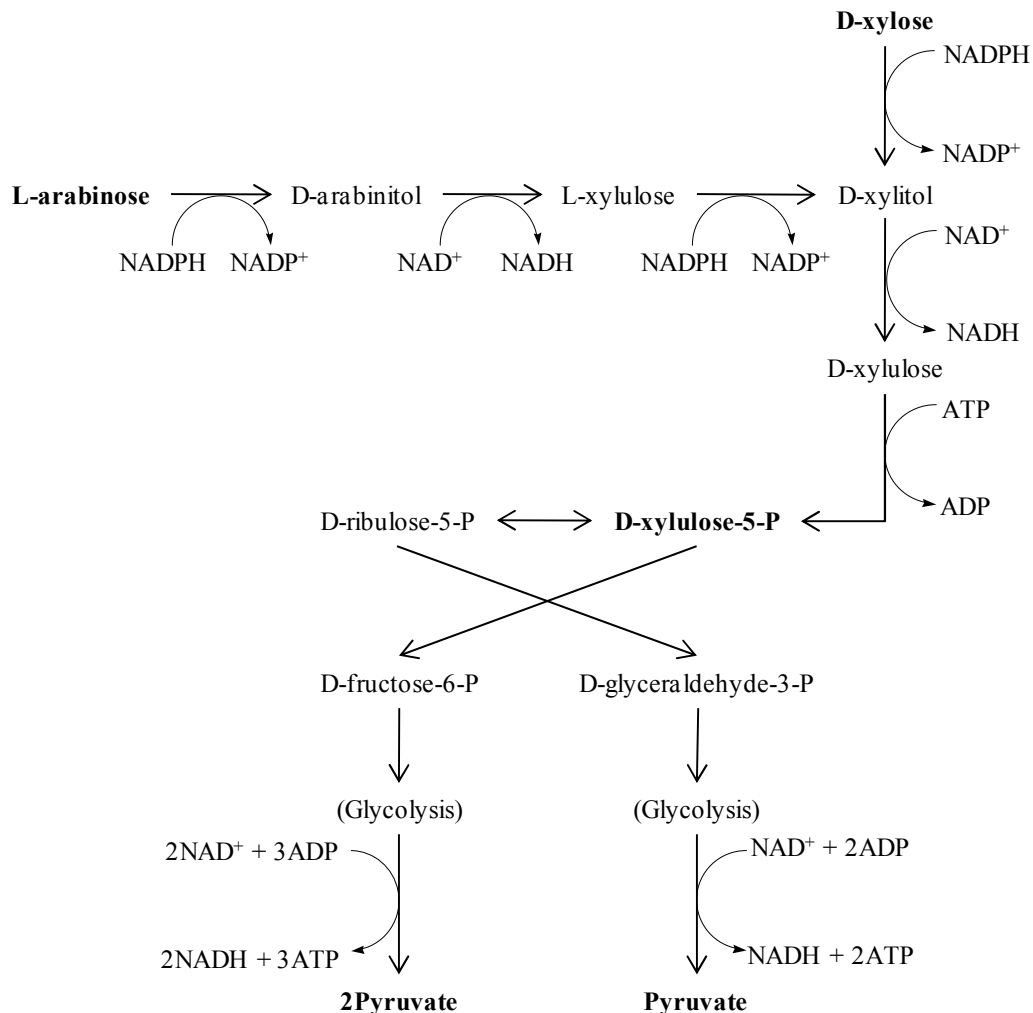 D-xylose
NADPH
NADP⁺
L-arabinose D-arabinitol L-xylulose D-xylitol
NADPH NADP⁺ NAD⁺ NADH NADPH NADP⁺ NAD⁺
NADH
D-xylulose
ATP
ADP
D-ribulose-5-P D-xylulose-5-P
D-fructose-6-P D-glyceraldehyde-3-P
(Glycolysis) (Glycolysis)
2NAD⁺ + 3ADP NAD⁺ + 2ADP
2NADH + 3ATP NADH + 2ATP
2Pyruvate Pyruvate